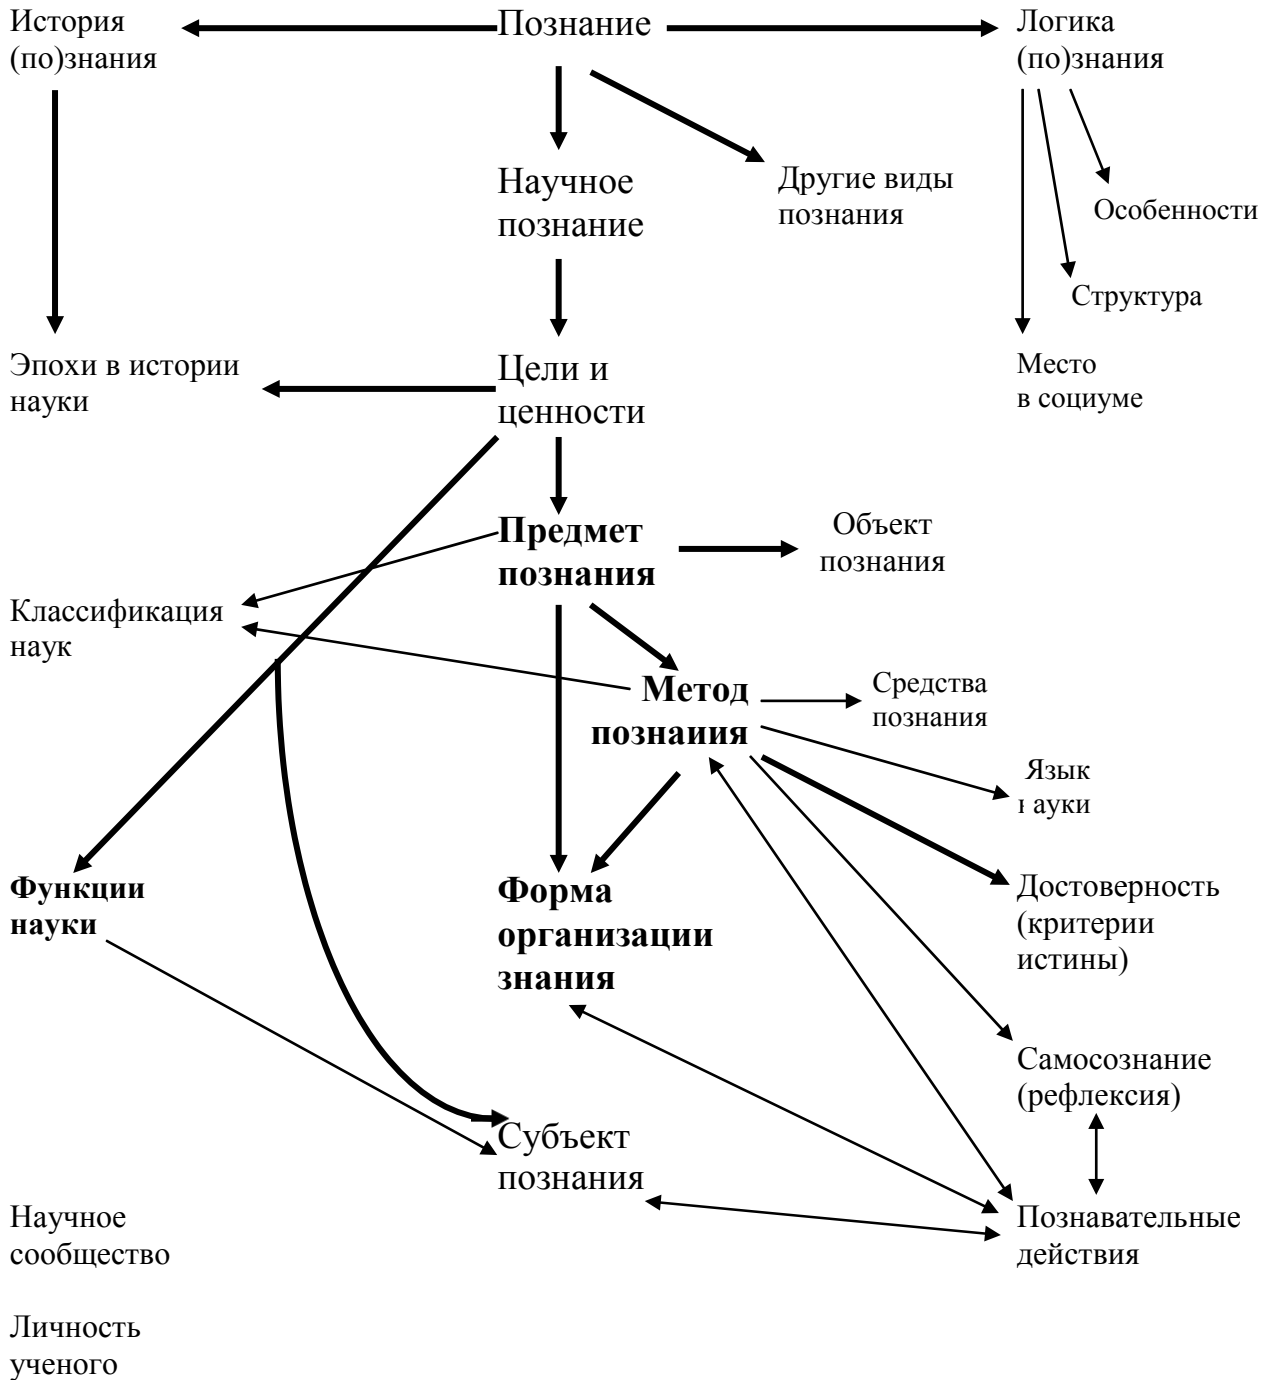 История
(по)знания
Познание
Логика
(по)знания
Научное
познание
Другие виды
познания
Особенности
Структура
Эпохи в истории
науки
Цели и
ценности
Место
в социуме
Предмет
познания
Объект
познания
Классификация
наук
Метод
познаиия
Средства
познания
Язык
науки
Функции
науки
Форма
организации
знания
Достоверность
(критерии
истины)
Самосознание
(рефлексия)
Субъект
познания
Научное
сообщество
Познавательные
действия
Личность
ученого